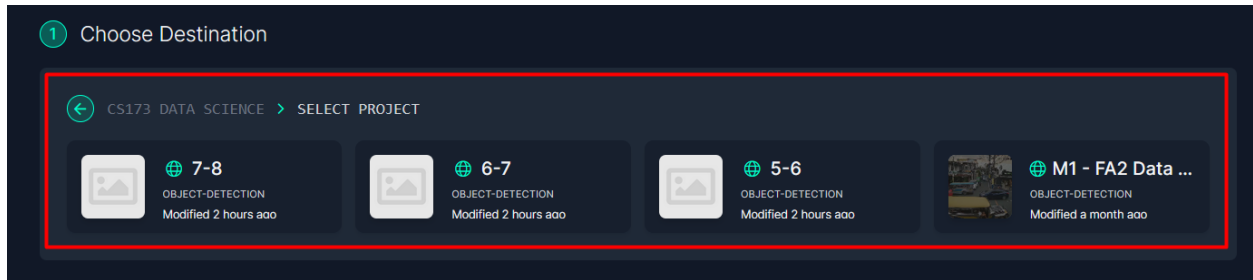 1 Choose Destination
CS173 DATA SCIENCE > SELECT PROJECT
7-8
OBJECT-DETECTION
Modified 2 hours ago
6-7
OBJECT-DETECTION
Modified 2 hours ago
5-6
OBJECT-DETECTION
Modified 2 hours ago
M1 - FA2 Data ...
OBJECT-DETECTION
Modified a month ago